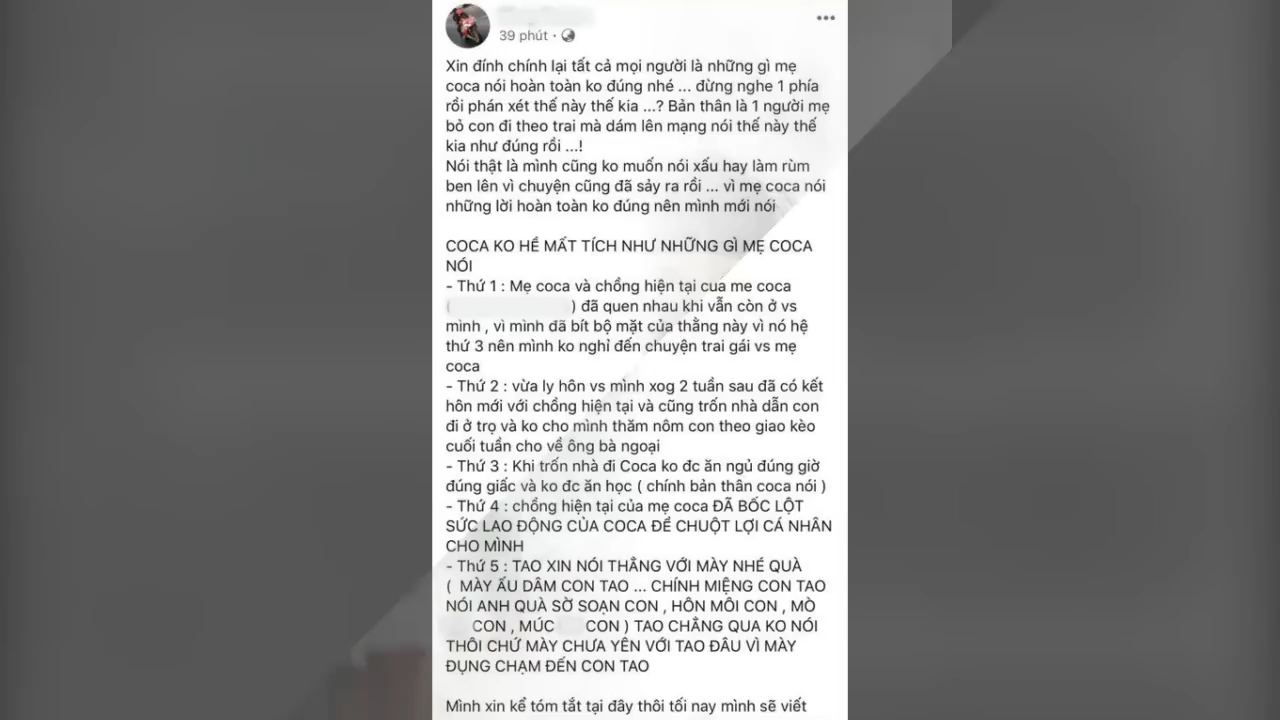 39 phút ·
Xin đính chính lại tất cả mọi người là những gì mẹ
coca nói hoàn toàn ko đúng nhé ... đừng nghe 1 phía
rồi phán xét thế này thế kia ...? Bản thân là 1 người mẹ
bỏ con đi theo trai mà dám lên mạng nói thế này thế
kia như đúng rồi ...!
Nói thật là mình cũng ko muốn nói xấu hay làm rùm
ben lên vì chuyện cũng đã sảy ra rồi ... vì mẹ coca nói
những lời hoàn toàn ko đúng nên mình mới nói
COCA KO HỀ MẤT TÍCH NHƯ NHỮNG GÌ MẸ COCA
NÓI
- Thứ 1 : Mẹ coca và chồng hiện tại cua me coca
( ) đã quen nhau khi vẫn còn ở vs
mình , vì mình đã bít bộ mặt của thằng này vì nó hệ
thứ 3 nên mình ko nghỉ đến chuyện trai gái vs mẹ
coca
- Thứ 2 : vừa ly hôn vs mình xog 2 tuần sau đã có kết
hôn mới với chồng hiện tại và cũng trốn nhà dẫn con
đi ở trọ và ko cho mình thăm nôm con theo giao kèo
cuối tuần cho về ông bà ngoại
- Thứ 3 : Khi trốn nhà đi Coca ko đc ăn ngủ đúng giờ
đúng giấc và ko đc ăn học ( chính bản thân coca nói )
- Thứ 4 : chồng hiện tại của mẹ coca ĐÃ BỐC LỘT
SỨC LAO ĐỘNG CỦA COCA ĐỂ CHUỘT LỢI CÁ NHÂN
CHO MÌNH
- Thứ 5 : TAO XIN NÓI THẲNG VỚI MÀY NHÉ QUÀ
( MÀY ẤU DÂM CON TAO ... CHÍNH MIỆNG CON TAO
NÓI ANH QUÀ SỜ SOẠN CON , HÔN MÔI CON , MÒ
CON , MÚC CON ) TAO CHẲNG QUA KO NÓI
THÔI CHỨ MÀY CHƯA YÊN VỚI TAO ĐÂU VÌ MÀY
ĐỤNG CHẠM ĐẾN CON TAO
Mình xin kể tóm tắt tại đây thôi tối nay mình sẽ viết